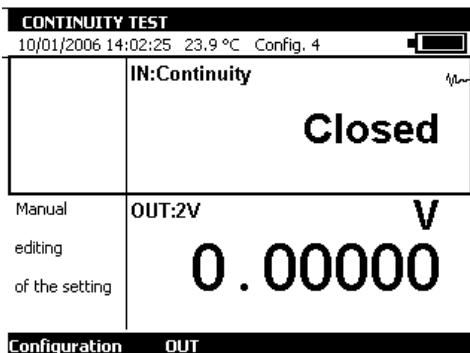 CONTINUITY TEST
10/01/2006 14:02:25 23.9 °C Config. 4
IN:Continuity
Closed
Manual
editing
of the setting
OUT:2V
V
0.00000
Configuration OUT